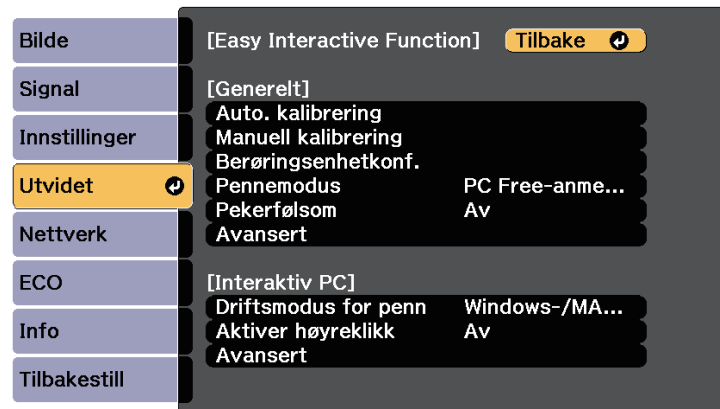 Bilde
Signal
Innstillinger
Utvidet
Nettverk
ECO
Info
Tilbakestill
[Easy Interactive Function] Tilbake
[Generelt]
Auto. kalibrering
Manuell kalibrering
Berøringsenhetkonf.
Pennemodus PC Free-anme...
Pekerfølsom Av
Avansert
[Interaktiv PC]
Driftsmodus for penn Windows-/MA...
Aktiver høyreklikk Av
Avansert